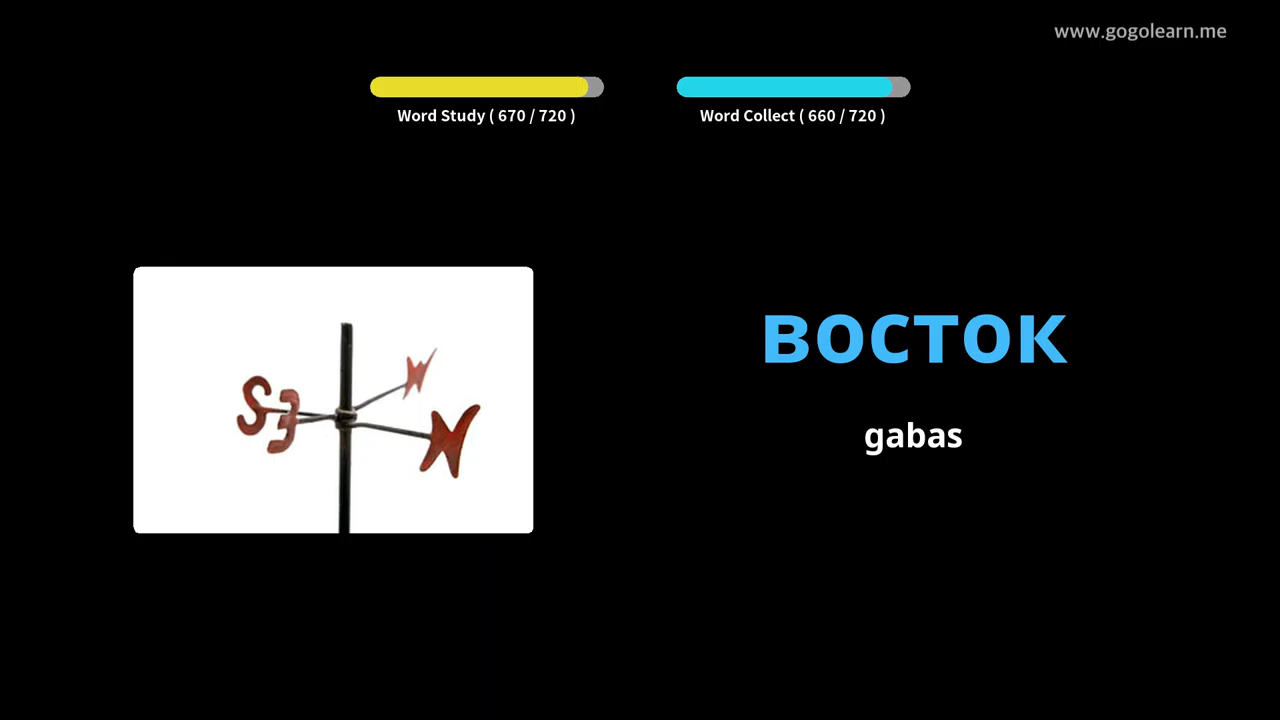 www.gogolearn.me
Word Study ( 670 / 720 )
Word Collect ( 660 / 720 )
восток
gabas
S E N W